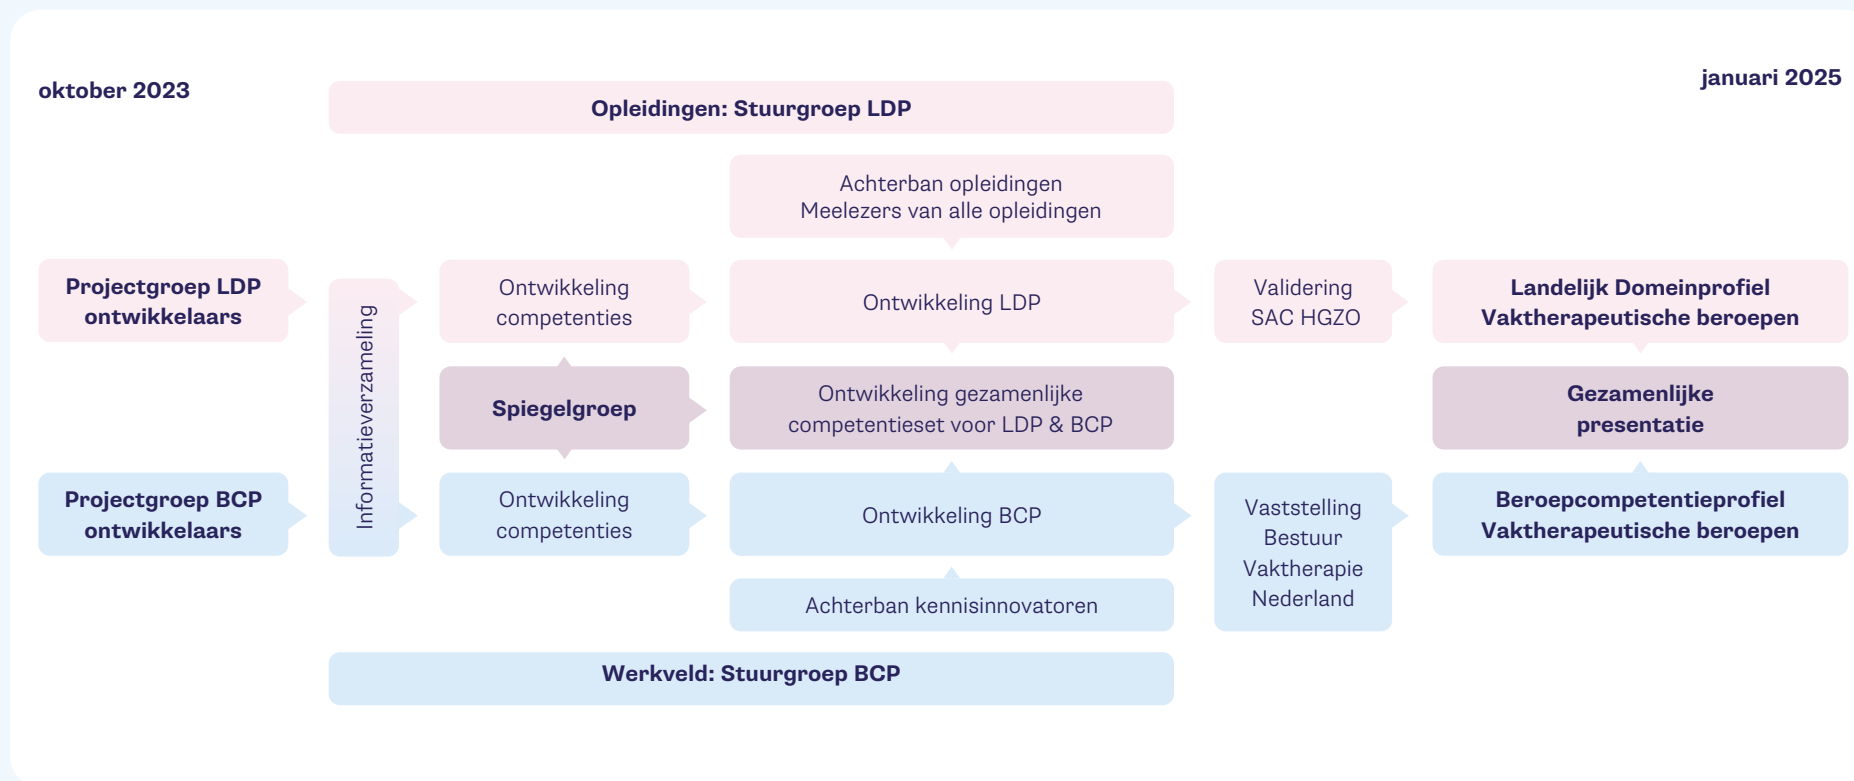 oktober 2023
januari 2025
Opleidingen: Stuurgroep LDP
Achterban opleidingen
Meelezers van alle opleidingen
Projectgroep LDP
ontwikkelaars
Informatieverzameling
Ontwikkeling
competenties
Ontwikkeling LDP
Validering
SAC HGZO
Landelijk Domeinprofiel
Vaktherapeutische beroepen
Spiegelgroep
Ontwikkeling gezamenlijke
competentieset voor LDP & BCP
Gezamenlijke
presentatie
Projectgroep BCP
ontwikkelaars
Ontwikkeling
competenties
Ontwikkeling BCP
Vaststelling
Bestuur
Vaktherapie
Nederland
Beroepcompetentieprofiel
Vaktherapeutische beroepen
Achterban kennisinnovatoren
Werkveld: Stuurgroep BCP